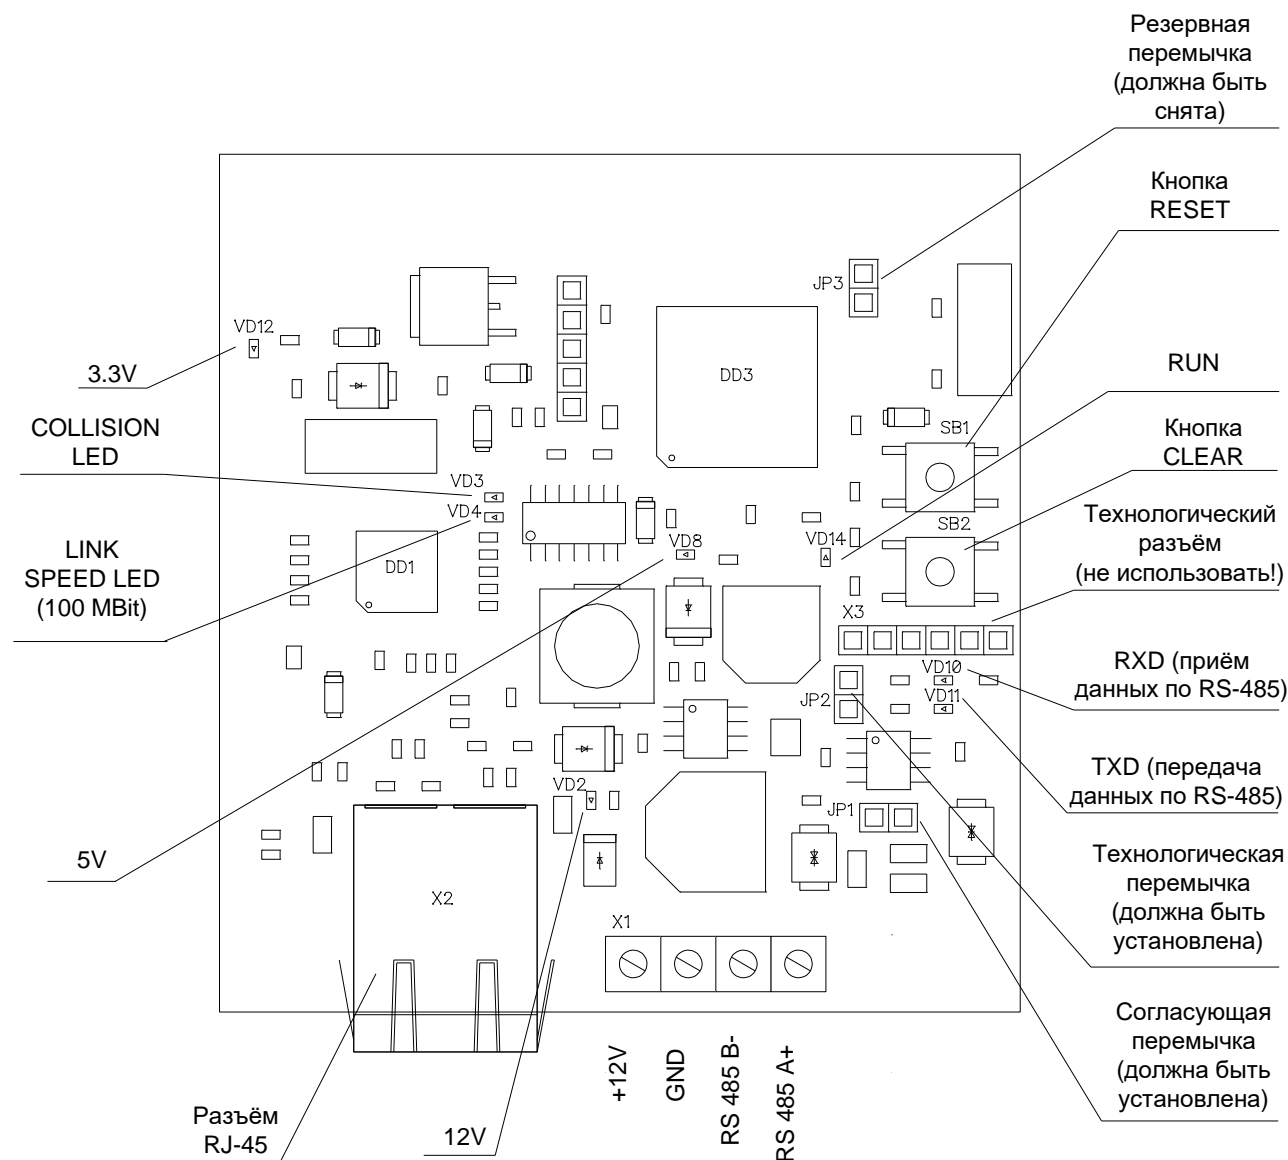 Резервная
перемычка
(должна быть
снята)
Кнопка
RESET
JP3
VD12
3.3V
DD3
RUN
COLLISION
LED
SB1
Кнопка
CLEAR
VD3
VD4
SB2
Технологический
разъём
(не использовать!)
LINK
SPEED LED
(100 MBit)
DD1
VD8
VD14
X3
RXD (приём
данных по RS-485)
VD10
VD11
JP2
TXD (передача
данных по RS-485)
VD2
JP1
5V
X2
X1
Технологическая
перемычка
(должна быть
установлена)
Согласующая
перемычка
(должна быть
установлена)
+12V
GND
RS 485 B-
RS 485 A+
Разъём
RJ-45
12V